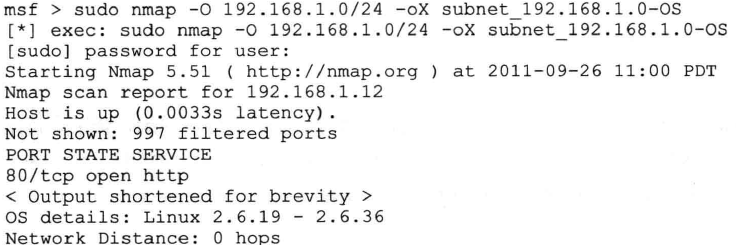 msf > sudo nmap -O 192.168.1.0/24 -oX subnet_192.168.1.0-OS
[*] exec: sudo nmap -O 192.168.1.0/24 -oX subnet_192.168.1.0-OS
[sudo] password for user:
Starting Nmap 5.51 ( http://nmap.org ) at 2011-09-26 11:00 PDT
Nmap scan report for 192.168.1.12
Host is up (0.0033s latency).
Not shown: 997 filtered ports
PORT STATE SERVICE
80/tcp open http
< Output shortened for brevity >
OS details: Linux 2.6.19 - 2.6.36
Network Distance: 0 hops